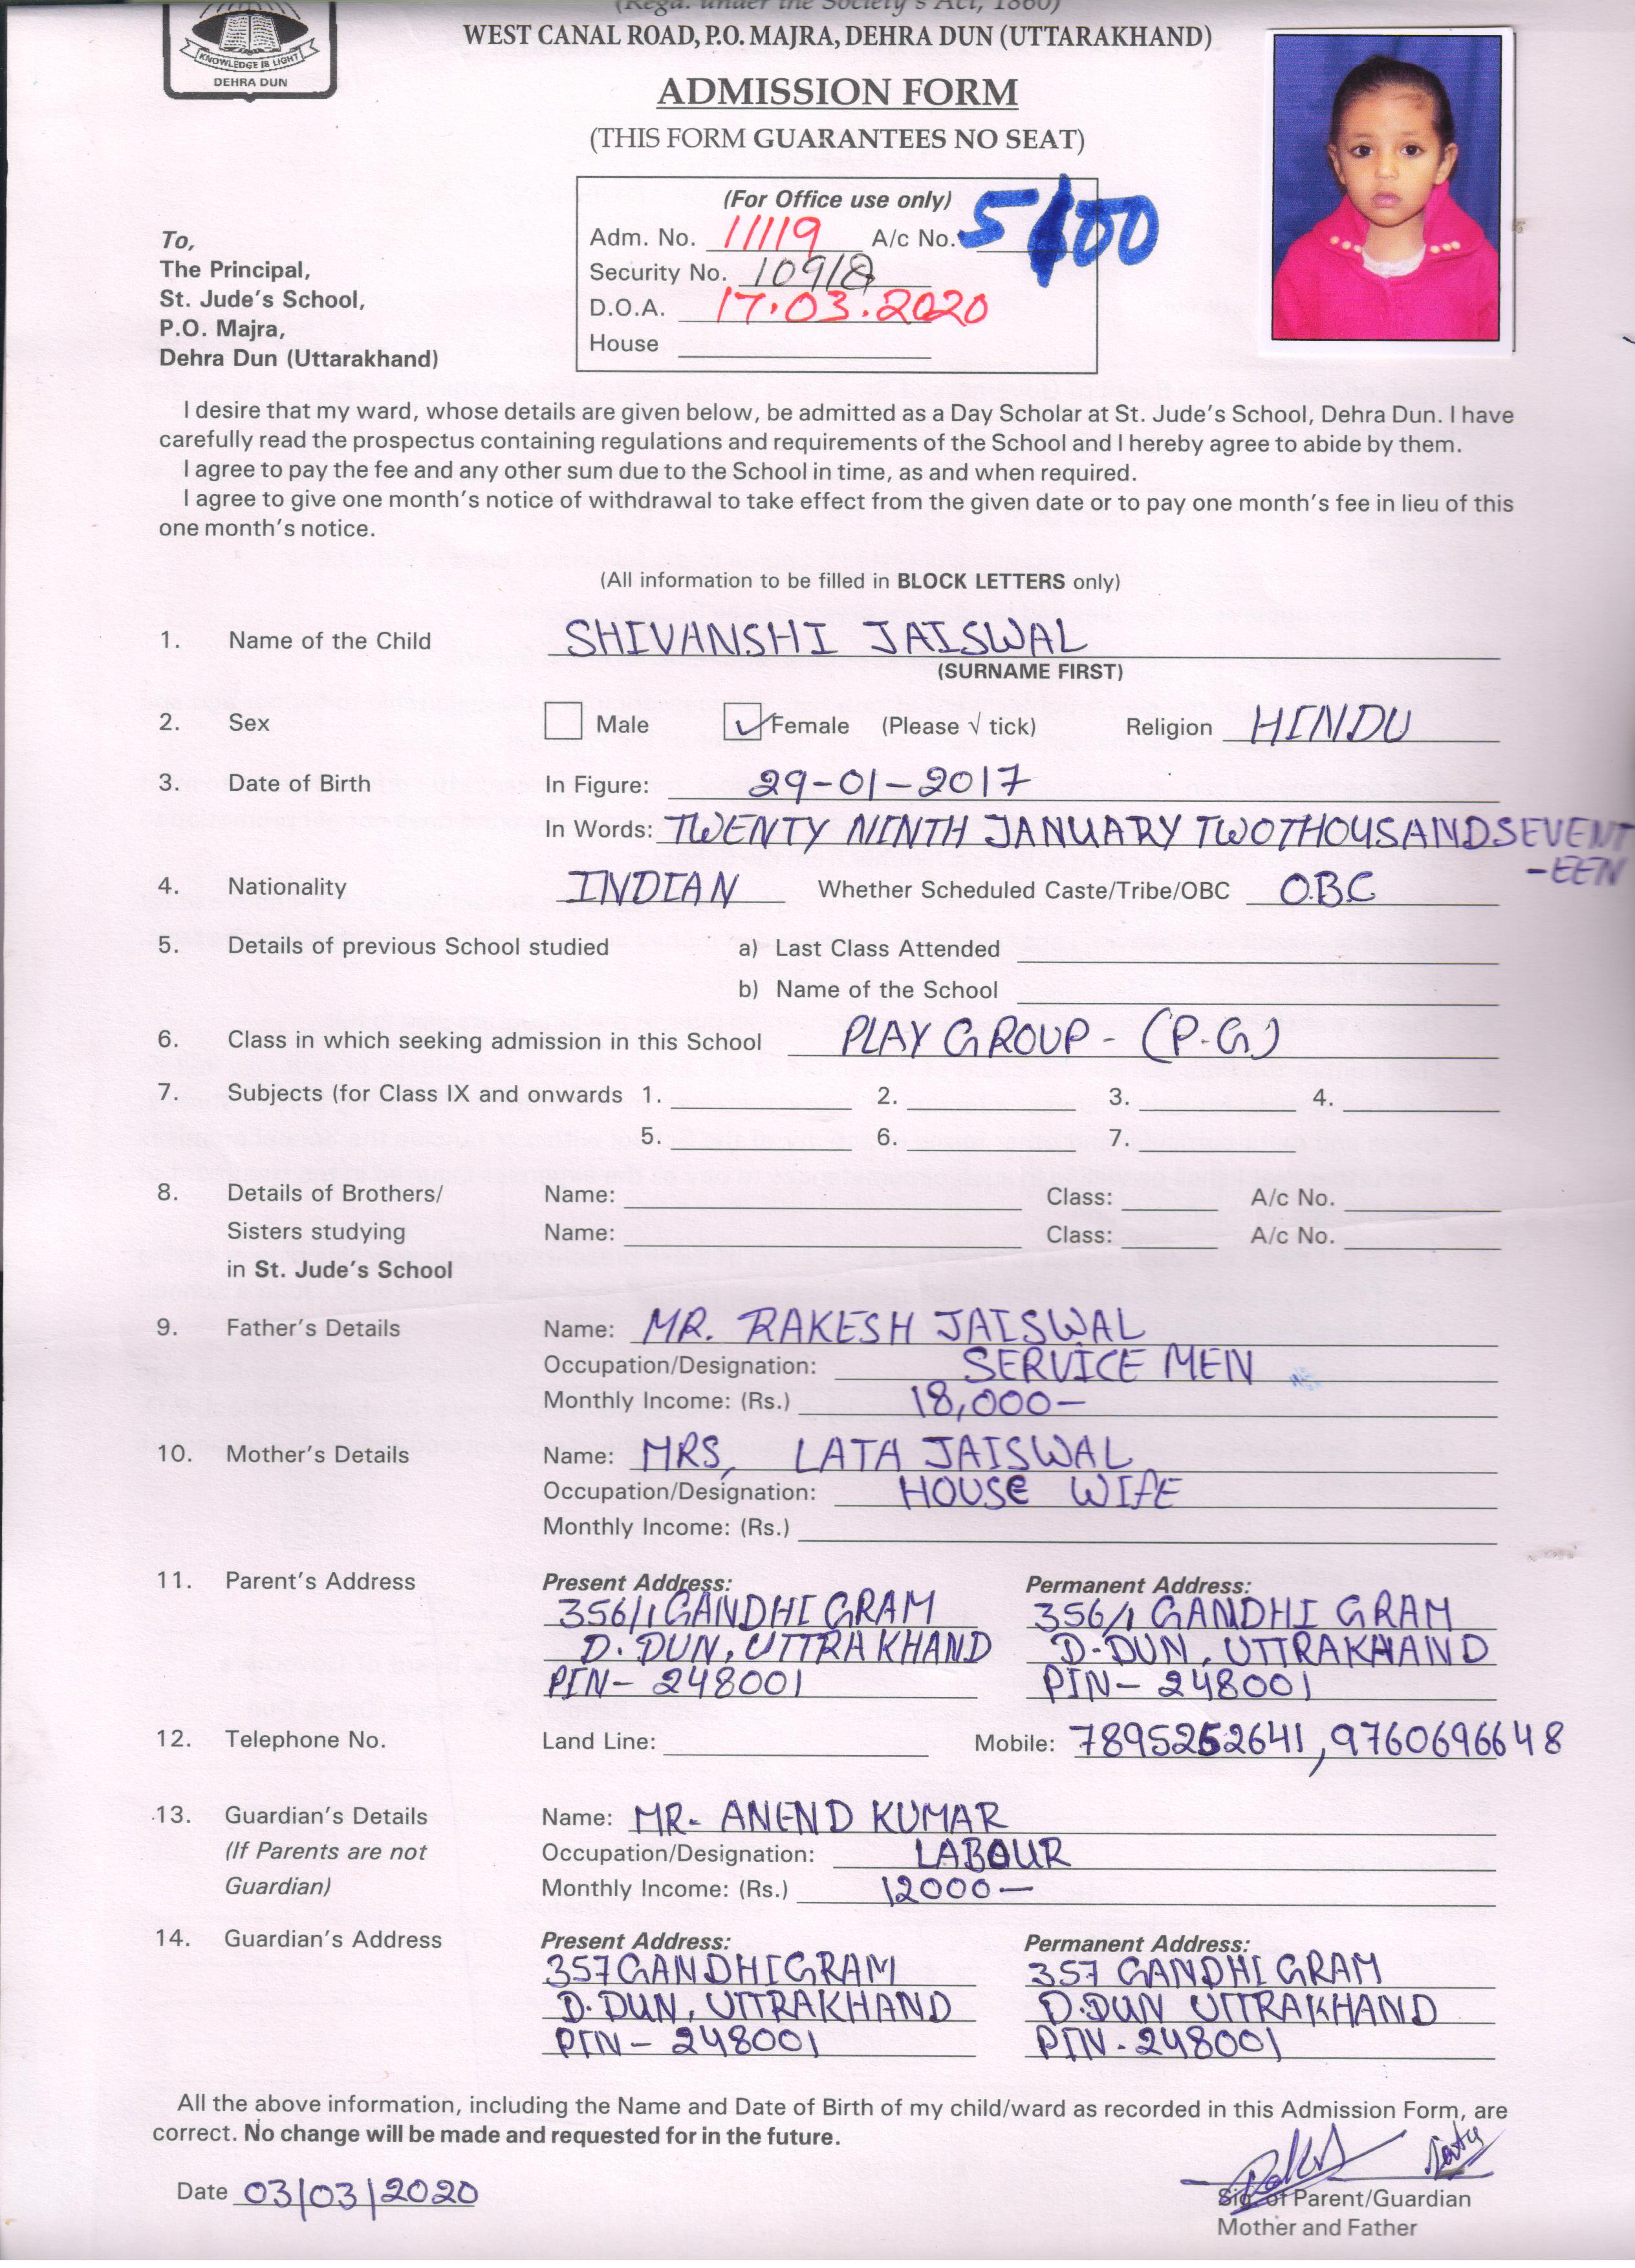 (Regd. under the Society's Act, 1860)
WEST CANAL ROAD, P.O. MAJRA, DEHRA DUN (UTTARAKHAND)
KNOWLEDGE IS LIGHT
DEHRA DUN
ADMISSION FORM
(THIS FORM GUARANTEES NO SEAT)
(For Office use only)
Adm. No. 11119 A/c No.
Security No.
D.O.A. 17.03.2020
House
To,
The Principal,
St. Jude's School,
P.O. Majra,
Dehra Dun (Uttarakhand)
I desire that my ward, whose details are given below, be admitted as a Day Scholar at St. Jude's School, Dehra Dun. I have
carefully read the prospectus containing regulations and requirements of the School and I hereby agree to abide by them.
I agree to pay the fee and any other sum due to the School in time, as and when required.
I agree to give one month's notice of withdrawal to take effect from the given date or to pay one month's fee in lieu of this
one month's notice.
(All information to be filled in BLOCK LETTERS only)
1. Name of the Child SHIVANSHI JAISWAL
(SURNAME FIRST)
2. Sex Male ✓ Female (Please √ tick) Religion HINDU
3. Date of Birth In Figure: 29-01-2017
In Words: TWENTY NINTH JANUARY TWOTHOUSANDSEVENT
-EEN
4. Nationality INDIAN Whether Scheduled Caste/Tribe/OBC O.B.C
5. Details of previous School studied a) Last Class Attended
b) Name of the School
6. Class in which seeking admission in this School PLAY GROUP - (P.G)
7. Subjects (for Class IX and onwards 1. 2. 3. 4.
5. 6. 7.
8. Details of Brothers/ Name: Class: A/c No.
Sisters studying Name: Class: A/c No.
in St. Jude's School
9. Father's Details Name: MR. RAKESH JAISWAL
Occupation/Designation: SERVICE MEN
Monthly Income: (Rs.) 18,000-
10. Mother's Details Name: MRS, LATA JAISWAL
Occupation/Designation: HOUSe WIFE
Monthly Income: (Rs.)
11. Parent's Address Present Address: Permanent Address:
356/1 GANDHI GRAM 356/1 GANDHI GRAM
D. DUN, UTTRAKHAND D-DUN, UTTRAKHAND
PIN- 248001 PIN- 248001
12. Telephone No. Land Line: Mobile: 7895252641, 9760696648
13. Guardian's Details Name: MR- ANEND KUMAR
(If Parents are not Occupation/Designation: LABOUR
Guardian) Monthly Income: (Rs.) 12000-
14. Guardian's Address Present Address: Permanent Address:
357 GANDHI GRAM 357 GANDHI GRAM
D. DUN, UTTRAKHAND D.DUN UTTRAKHAND
PIN- 248001 PIN-248001
All the above information, including the Name and Date of Birth of my child/ward as recorded in this Admission Form, are
correct. No change will be made and requested for in the future.
Date 03/03/2020
Sig. of Parent/Guardian
Mother and Father